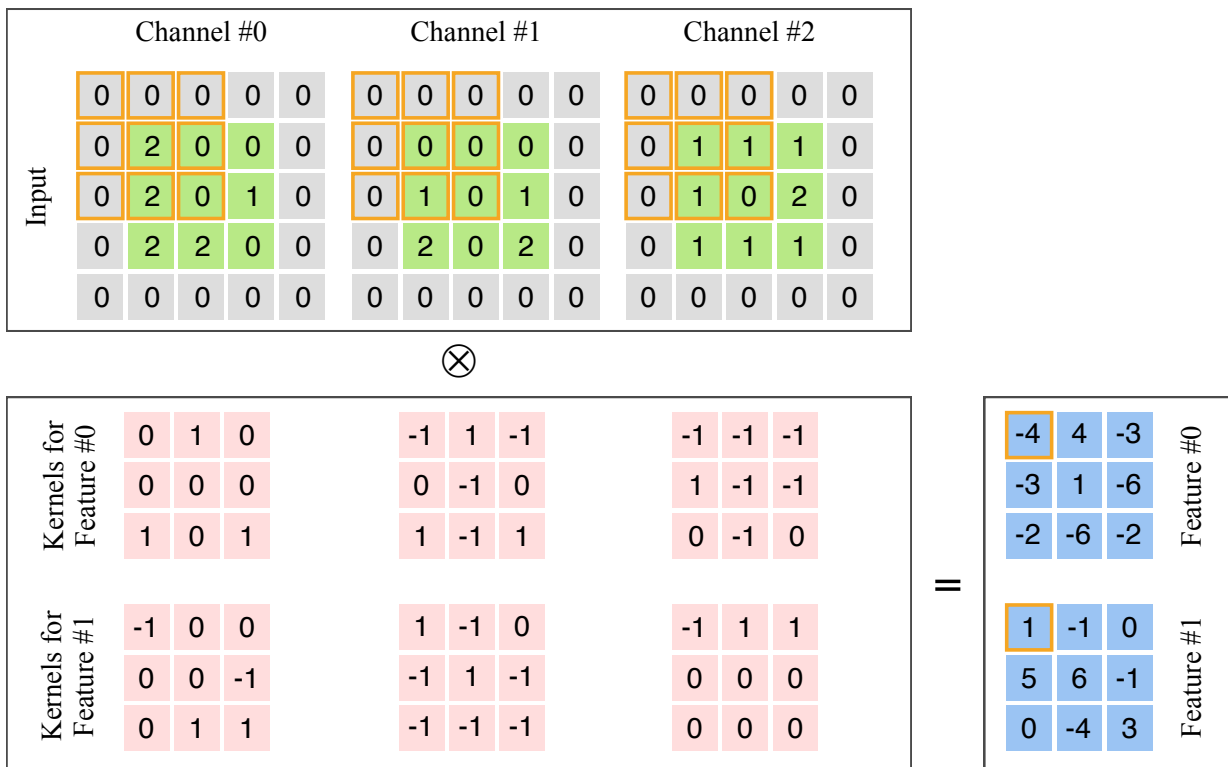 Channel #0 Channel #1 Channel #2
Input
0 0 0 0 0 0 0 0 0 0 0 0 0 0 0
0 2 0 0 0 0 0 0 0 0 0 1 1 1 0
0 2 0 1 0 0 1 0 1 0 0 1 0 2 0
0 2 2 0 0 0 2 0 2 0 0 1 1 1 0
0 0 0 0 0 0 0 0 0 0 0 0 0 0 0
⊗
Kernels for
Feature #0
0 1 0 -1 1 -1 -1 -1 -1
0 0 0 0 -1 0 1 -1 -1
1 0 1 1 -1 1 0 -1 0
Kernels for
Feature #1
-1 0 0 1 -1 0 -1 1 1
0 0 -1 -1 1 -1 0 0 0
0 1 1 -1 -1 -1 0 0 0
=
-4 4 -3
-3 1 -6
-2 -6 -2
Feature #0
1 -1 0
5 6 -1
0 -4 3
Feature #1